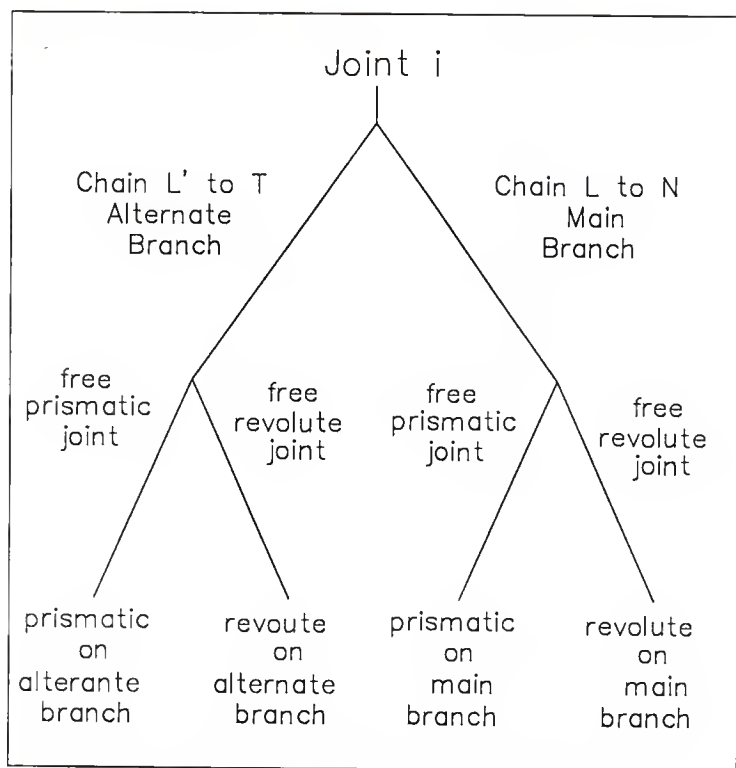 Joint i
Chain L' to T
Alternate
Branch
Chain L to N
Main
Branch
free
prismatic
joint
free
revolute
joint
free
prismatic
joint
free
revolute
joint
prismatic
on
alterante
branch
revoute
on
alternate
branch
prismatic
on
main
branch
revolute
on
main
branch